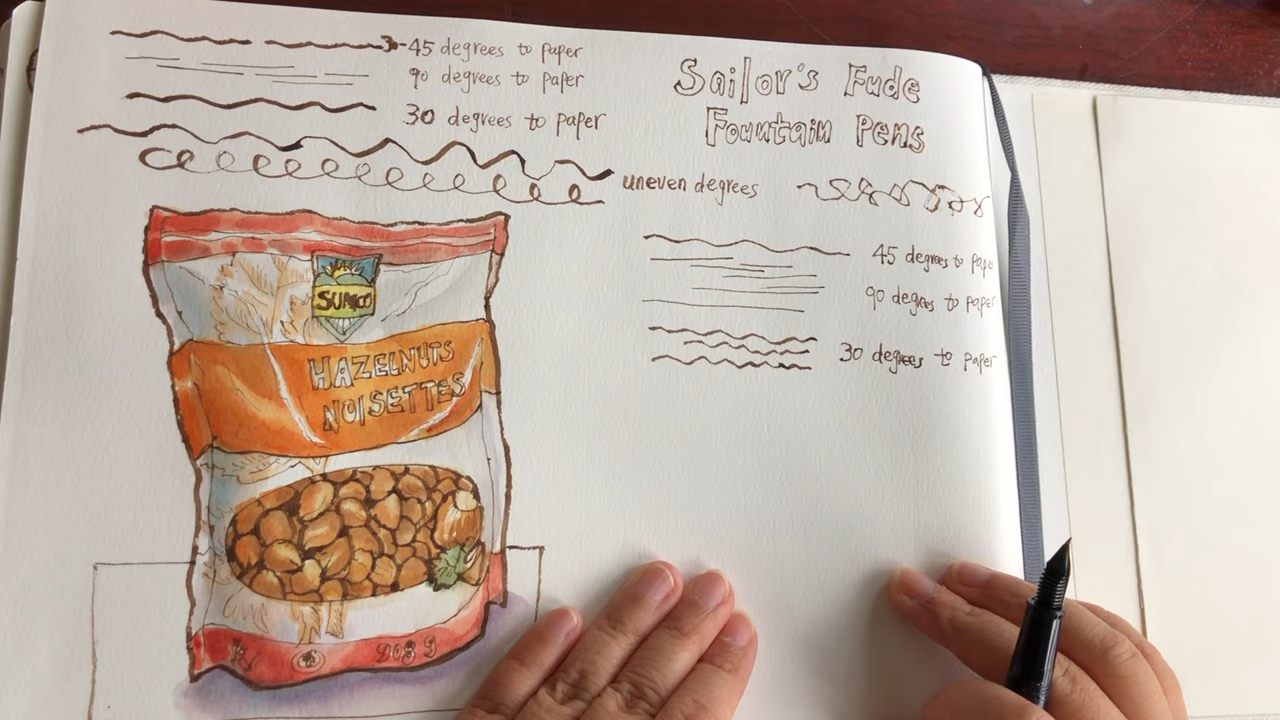 45 degrees to paper
90 degrees to paper
30 degrees to paper
uneven degrees
Sailor's Fude
Fountain Pens
45 degrees to paper
90 degrees to paper
30 degrees to paper
HAZELNUTS
NOISETTES
908 g